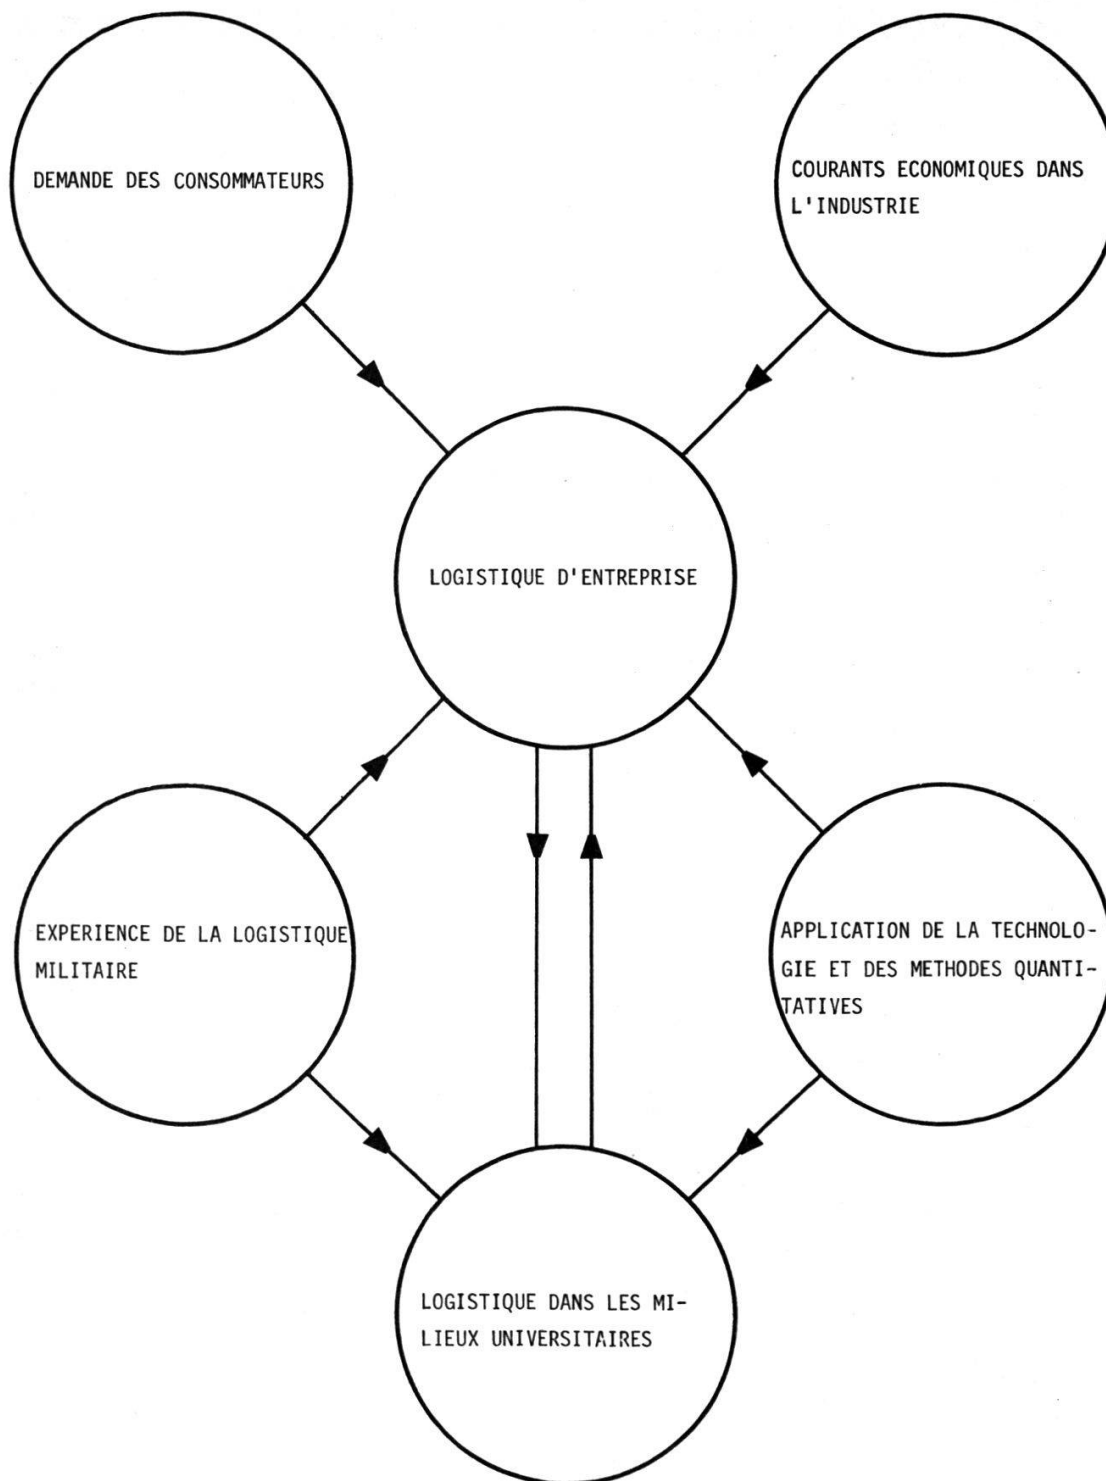 DEMANDE DES CONSOMMATEURS
COURANTS ECONOMIQUES DANS
L'INDUSTRIE
LOGISTIQUE D'ENTREPRISE
EXPERIENCE DE LA LOGISTIQUE
MILITAIRE
APPLICATION DE LA TECHNOLO-
GIE ET DES METHODES QUANTI-
TATIVES
LOGISTIQUE DANS LES MI-
LIEUX UNIVERSITAIRES